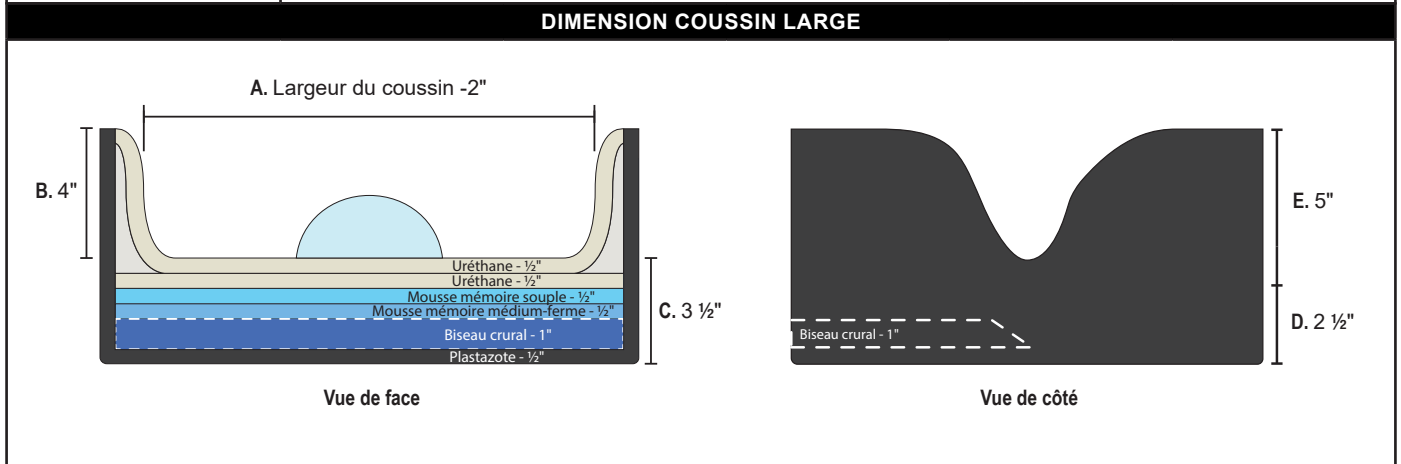 DIMENSION COUSSIN LARGE
A. Largeur du coussin -2"
B. 4"
Uréthane - ½"
Uréthane - ½"
Mousse mémoire souple - ½"
Mousse mémoire médium-ferme - ½"
Biseau crural - 1"
Plastazote - ½"
C. 3 ½"
Vue de face
E. 5"
D. 2 ½"
Biseau crural - 1"
Vue de côté